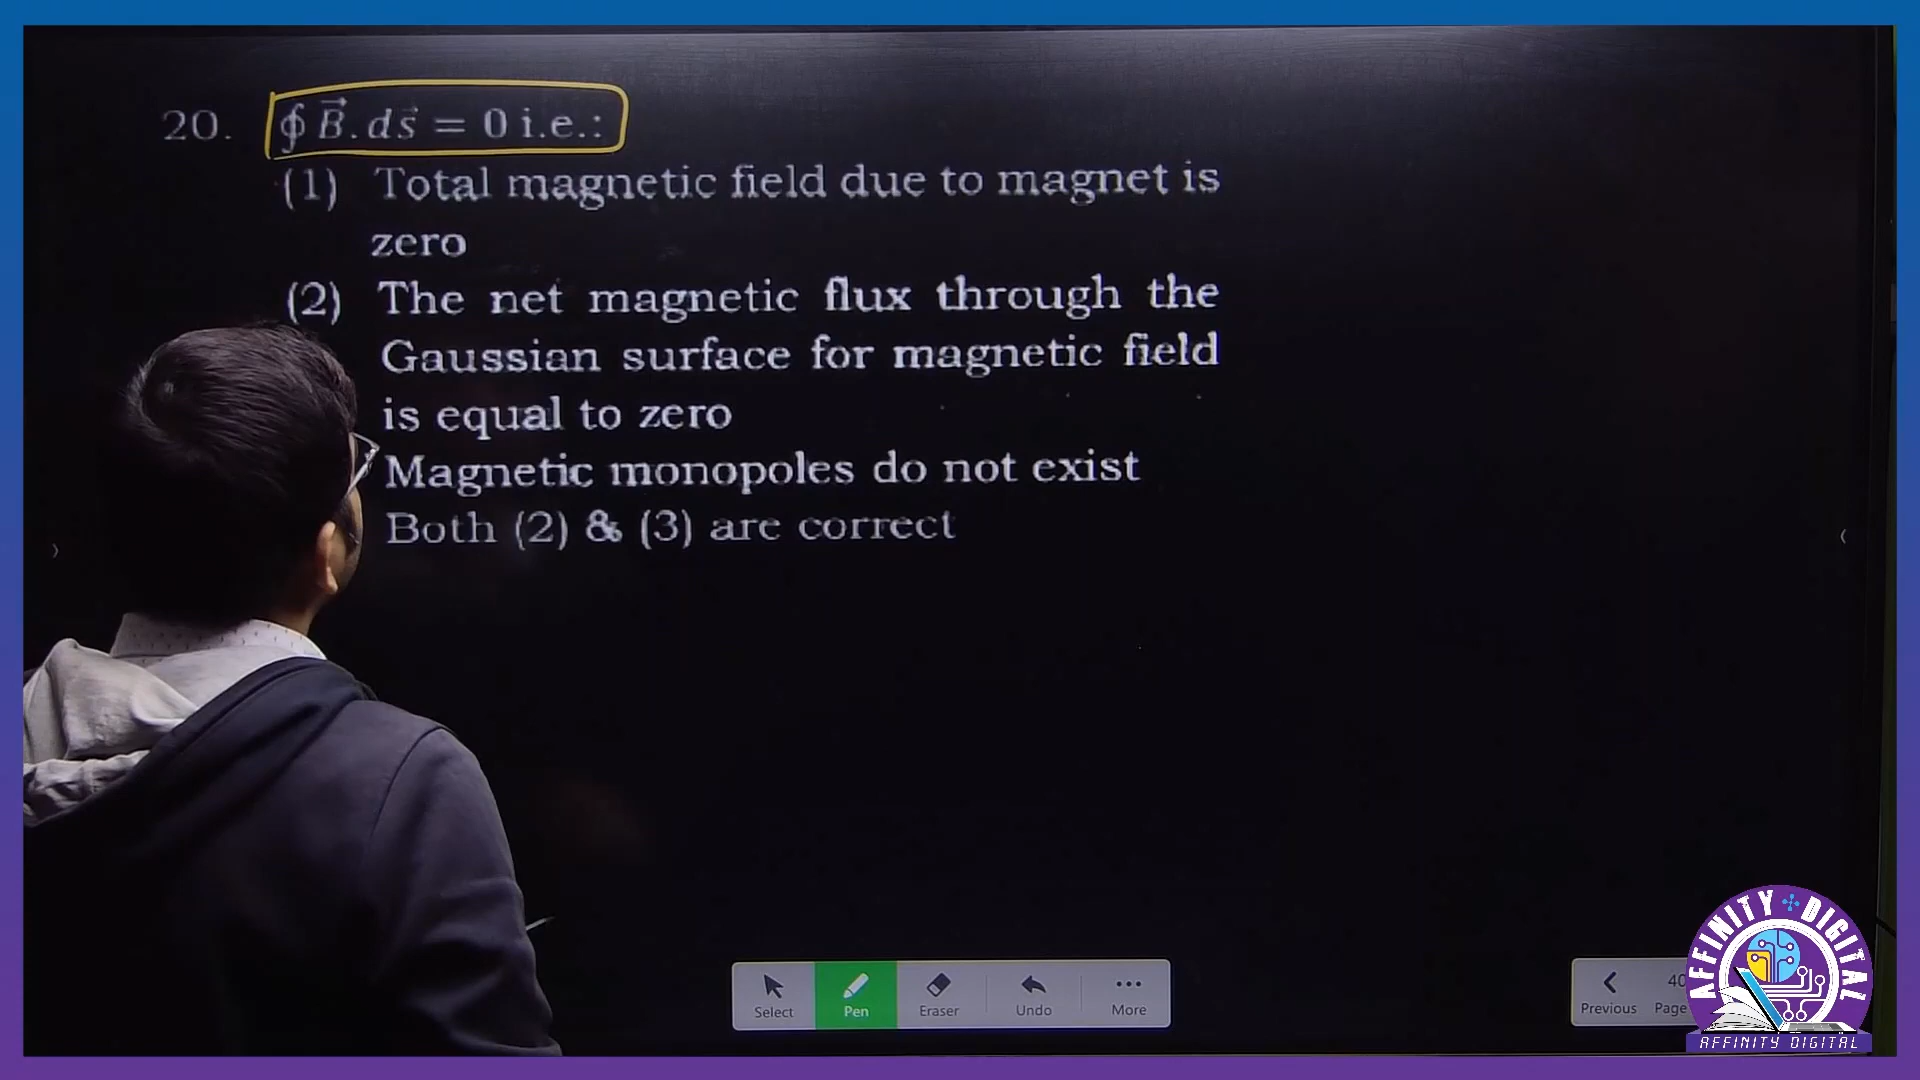 20. ∮ B⃗. ds⃗ = 0 i.e.:
(1) Total magnetic field due to magnet is
zero
(2) The net magnetic flux through the
Gaussian surface for magnetic field
is equal to zero
Magnetic monopoles do not exist
Both (2) & (3) are correct
Select
Pen
Eraser
Undo
More
Previous
40
Page
AFFINITY DIGITAL
AFFINITY DIGITAL